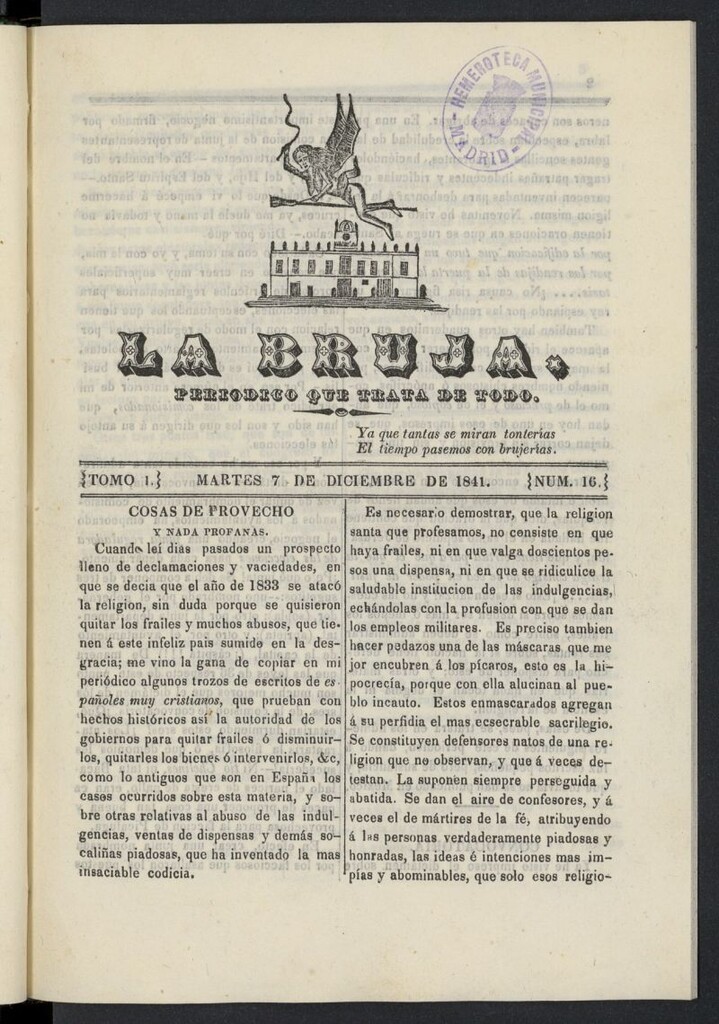 HEMEROTECA MUNICIPAL
MADRID
LA BRUJA.
PERIODICO QUE TRATA DE TODO.
Ya que tantas se miran tonterias
El tiempo pasemos con brujerias.
TOMO 1.
MARTES 7 DE DICIEMBRE DE 1841.
NUM. 16.
COSAS DE PROVECHO
Y NADA PROFANAS.
Cuando leí dias pasados un prospecto
lleno de declamaciones y vaciedades, en
que se decia que el año de 1833 se atacó
la religion, sin duda porque se quisieron
quitar los frailes y muchos abusos, que tie-
nen á este infeliz pais sumido en la des-
gracia; me vino la gana de copiar en mi
periódico algunos trozos de escritos de es-
pañoles muy cristianos, que prueban con
hechos históricos así la autoridad de los
gobiernos para quitar frailes ó disminuir-
los, quitarles los bienes ó intervenirlos, &c,
como lo antiguos que son en España los
casos ocurridos sobre esta materia, y so-
bre otras relativas al abuso de las indul-
gencias, ventas de dispensas y demás so-
caliñas piadosas, que ha inventado la mas
insaciable codicia.
Es necesario demostrar, que la religion
santa que profesamos, no consiste en que
haya frailes, ni en que valga doscientos pe-
sos una dispensa, ni en que se ridiculice la
saludable institucion de las indulgencias,
echándolas con la profusion con que se dan
los empleos militares. Es preciso tambien
hacer pedazos una de las máscaras que me
jor encubren á los pícaros, esto es la hi-
pocrecía, porque con ella alucinan al pue-
blo incauto. Estos enmascarados agregan
á su perfidia el mas ecsecrable sacrilegio.
Se constituyen defensores natos de una re-
ligion que no observan, y que á veces de-
testan. La suponen siempre perseguida y
abatida. Se dan el aire de confesores, y á
veces el de mártires de la fé, atribuyendo
á las personas verdaderamente piadosas y
honradas, las ideas é intenciones mas im-
pías y abominables, que solo esos religio-